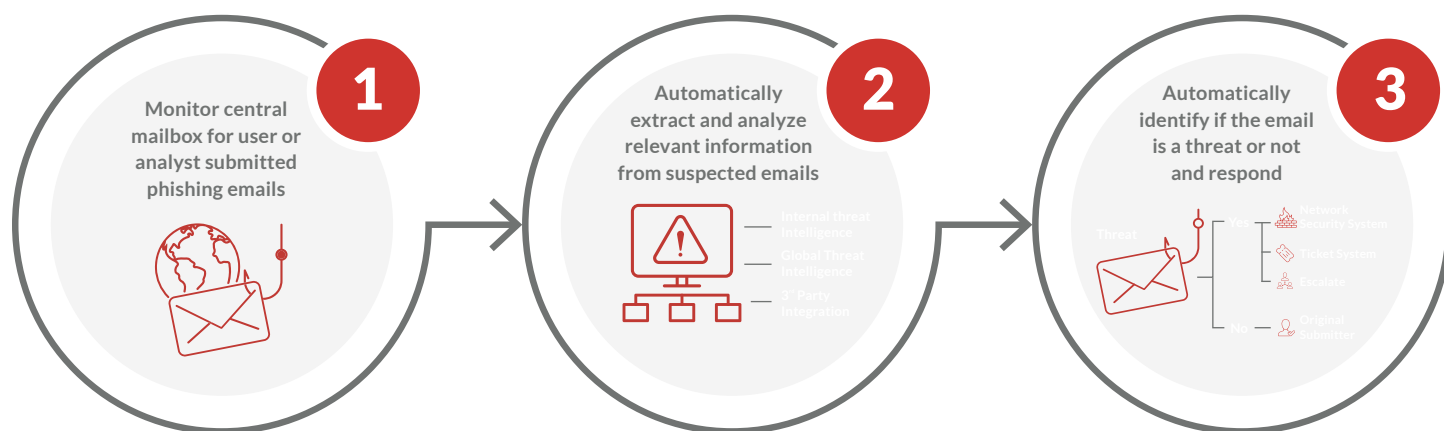 1
Monitor central
mailbox for user or
analyst submitted
phishing emails
2
Automatically
extract and analyze
relevant information
from suspected emails
Internal threat
Intelligence
Global Threat
Intelligence
3 Party
Integration
3
Automatically
identify if the email
is a threat or not
and respond
Threat
Yes
Network
Security System
Ticket System
Escalate
No
Original
Submitter